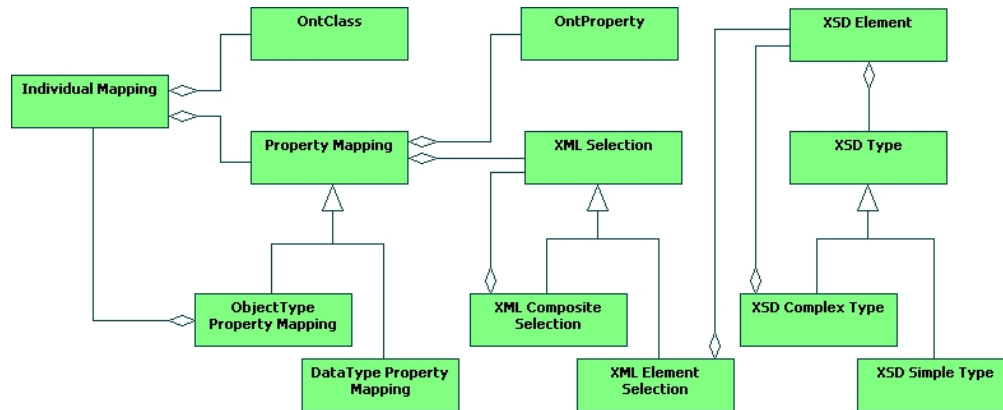 OntClass
OntProperty
XSD Element
Individual Mapping
Property Mapping
XML Selection
XSD Type
ObjectType
Property Mapping
XML Composite
Selection
XSD Complex Type
DataType Property
Mapping
XML Element
Selection
XSD Simple Type